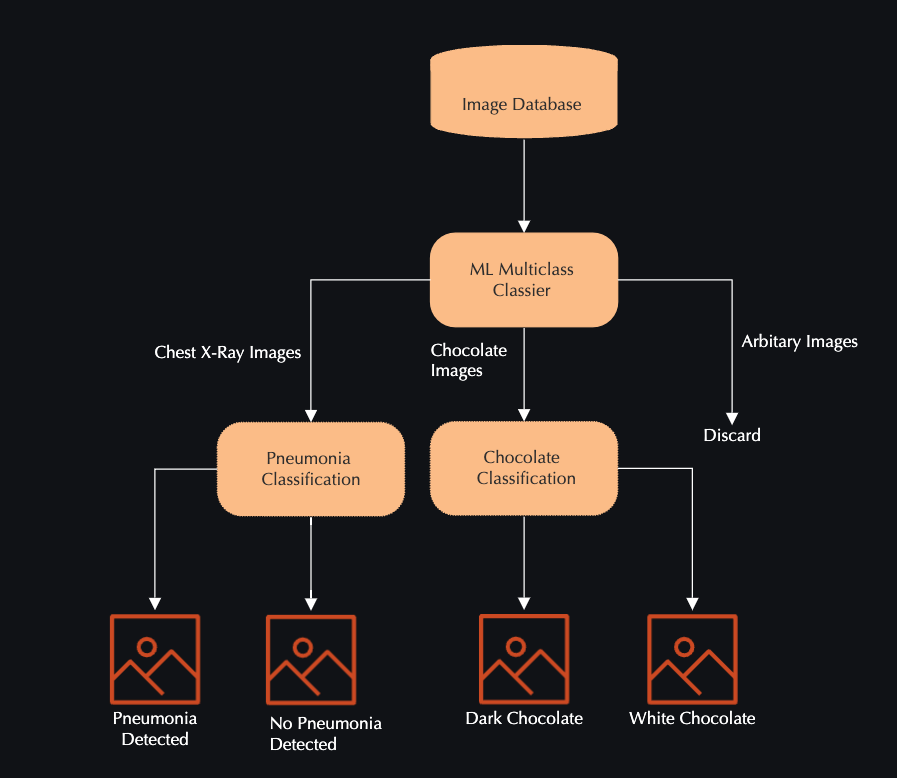 Image Database
ML Multiclass
Classier
Chest X-Ray Images
Chocolate
Images
Arbitary Images
Discard
Pneumonia
Classification
Chocolate
Classification
Pneumonia
Detected
No Pneumonia
Detected
Dark Chocolate
White Chocolate